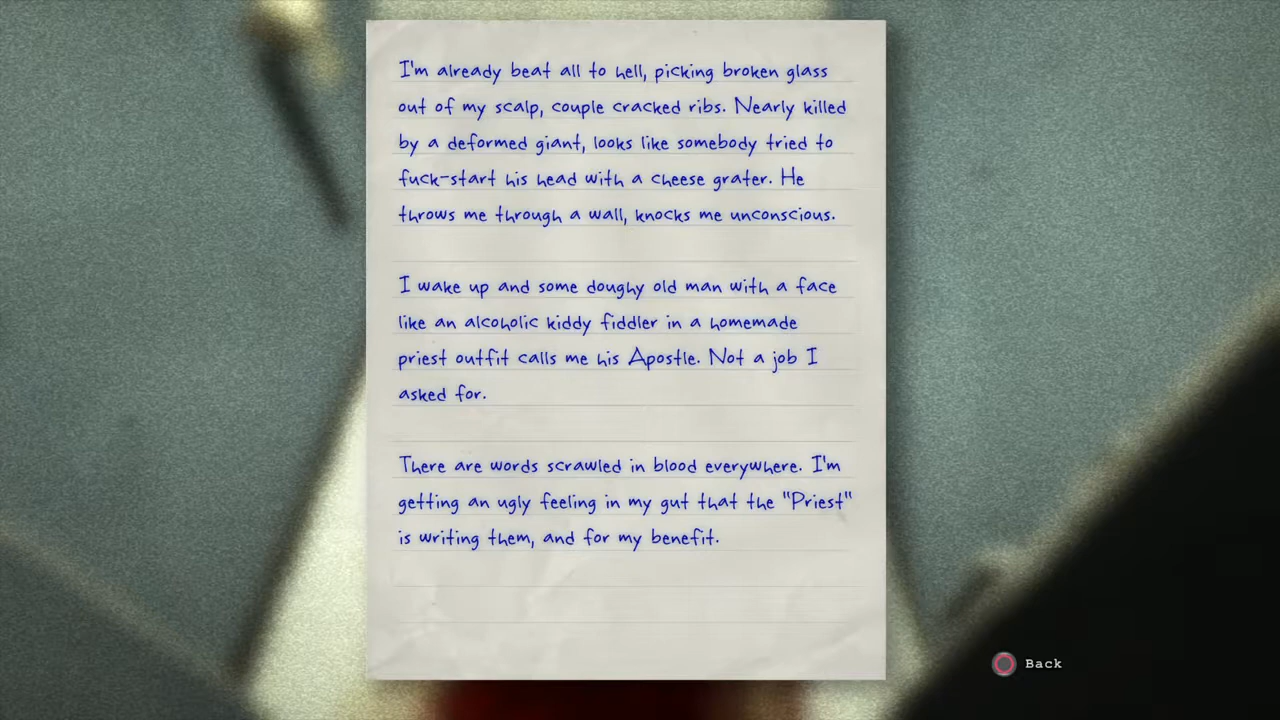 I'm already beat all to hell, picking broken glass
out of my scalp, couple cracked ribs. Nearly killed
by a deformed giant, looks like somebody tried to
fuck-start his head with a cheese grater. He
throws me through a wall, knocks me unconscious.
I wake up and some doughy old man with a face
like an alcoholic kiddy fiddler in a homemade
priest outfit calls me his Apostle. Not a job I
asked for.
There are words scrawled in blood everywhere. I'm
getting an ugly feeling in my gut that the "Priest"
is writing them, and for my benefit.
Back